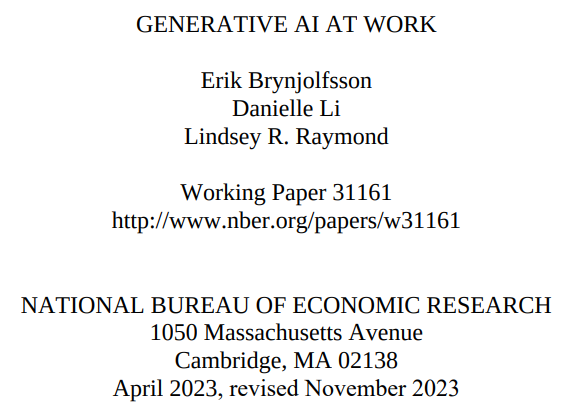 GENERATIVE AI AT WORK
Erik Brynjolfsson
Danielle Li
Lindsey R. Raymond
Working Paper 31161
http://www.nber.org/papers/w31161
NATIONAL BUREAU OF ECONOMIC RESEARCH
1050 Massachusetts Avenue
Cambridge, MA 02138
April 2023, revised November 2023